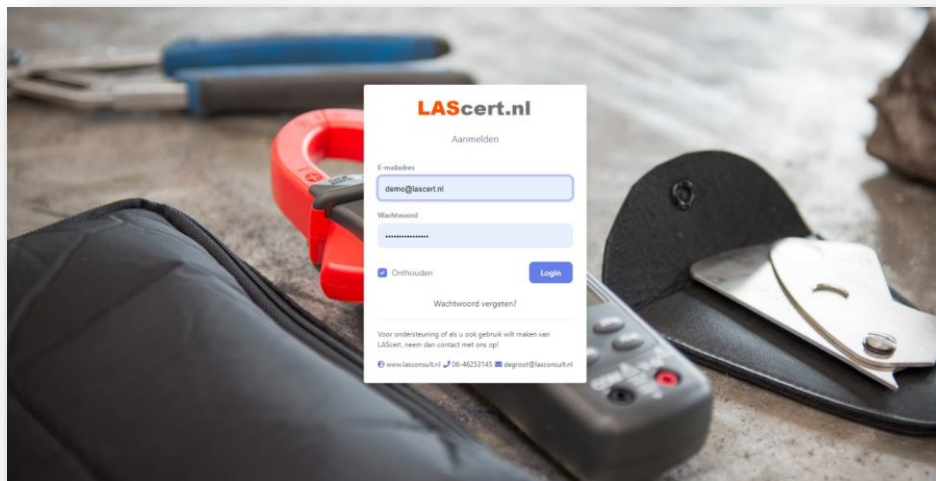 LAScert.nl
Aanmelden
E-mailadres
demo@lascert.nl
Wachtwoord
••••••••••••••••
Onthouden
Login
Wachtwoord vergeten?
Voor ondersteuning of als u ook gebruik wilt maken van
LAScert, neem dan contact met ons op!
www.lasconsult.nl 06-46253145 degroot@lasconsult.nl